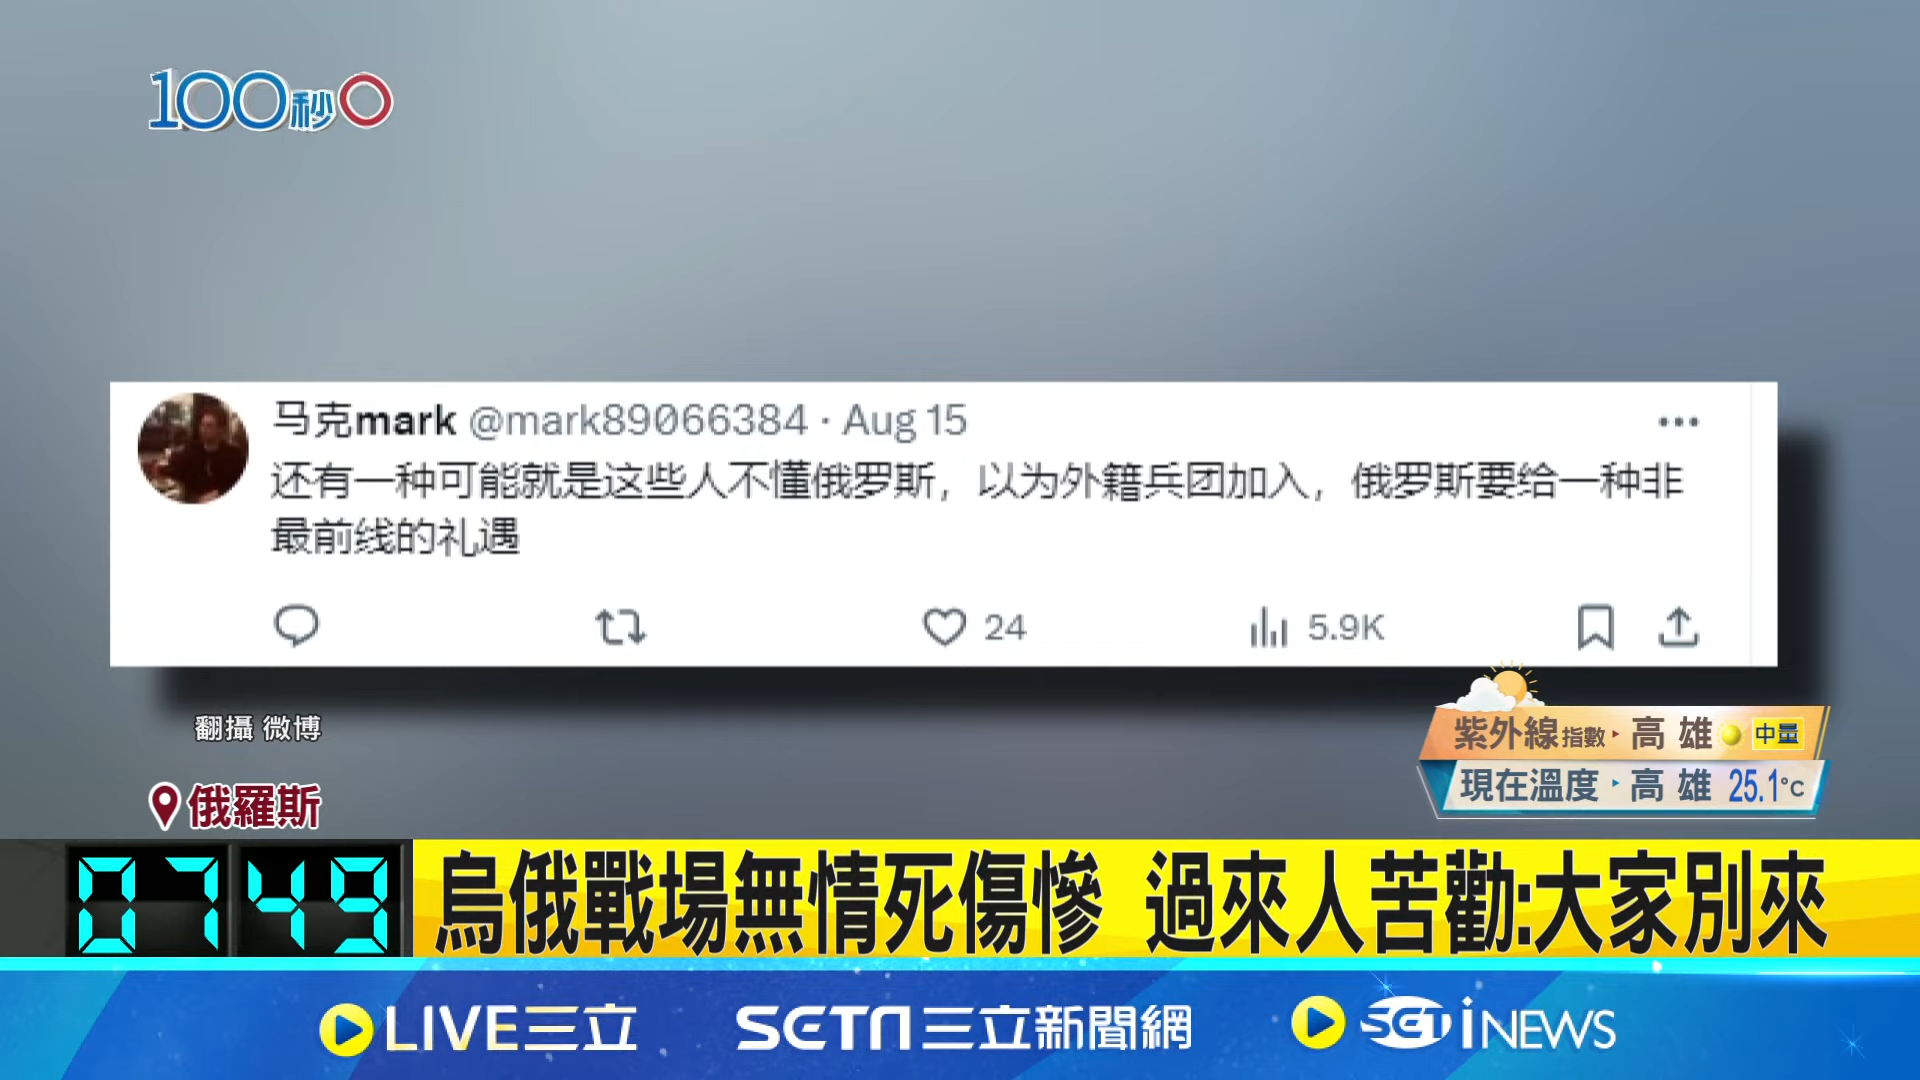 100秒
马克mark @mark89066384 · Aug 15
还有一种可能就是这些人不懂俄罗斯，以为外籍兵团加入，俄罗斯要给一种非
最前线的礼遇
24
5.9K
翻攝 微博
紫外線指數 高雄 中量
現在溫度 高雄 25.1°C
俄羅斯
0749
烏俄戰場無情死傷慘 過來人苦勸:大家別來
LIVE三立
SETN三立新聞網
SET iNEWS